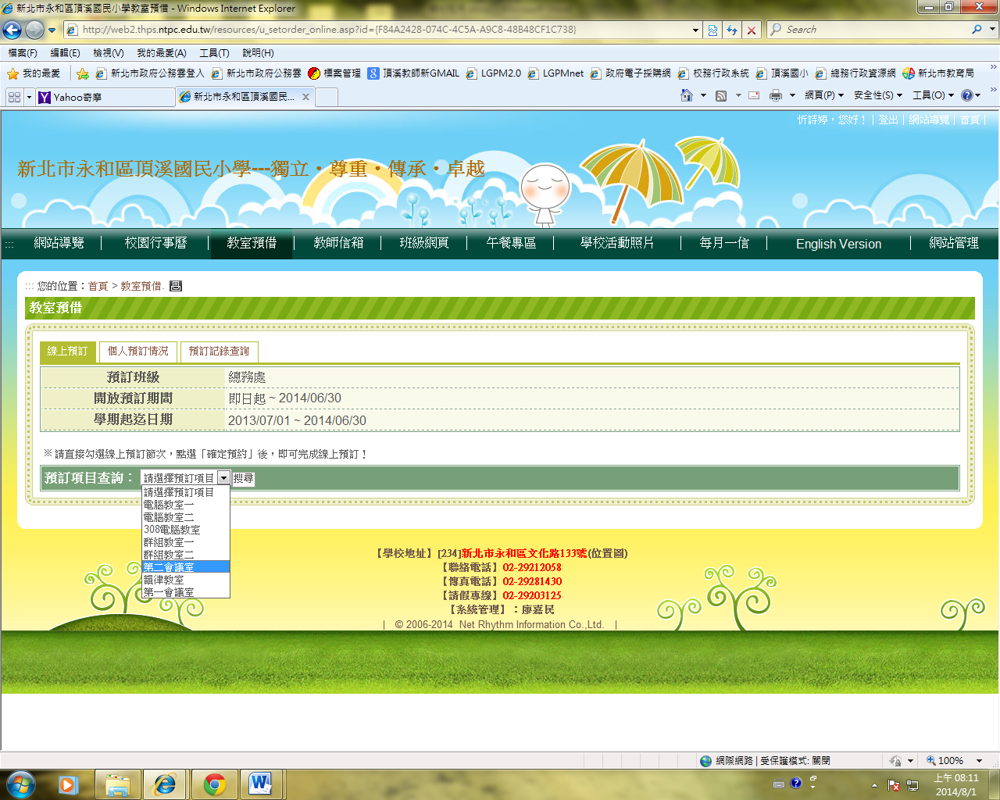 新北市永和區頂溪國民小學教室預借 - Windows Internet Explorer
http://web2.thps.ntpc.edu.tw/resources/u_setorder_online.asp?id={F84A2428-074C-4C5A-A9C8-48B48CF1C738}
Search
檔案(F) 編輯(E) 檢視(V) 我的最愛(A) 工具(T) 說明(H)
我的最愛 新北市政府公務雲登入 新北市政府公務雲 標案管理 頂溪教師新GMAIL LGPM2.0 LGPMnet 政府電子採購網 校務行政系統 頂溪國小 總務行政資源網 新北市教育局
Yahoo奇摩 新北市永和區頂溪國民... 網頁(P) 安全性(S) 工具(O)
忻詩婷，您好！ | 登出 | 網站導覽 | 首頁 |
新北市永和區頂溪國民小學---獨立‧尊重‧傳承‧卓越
::: 網站導覽 | 校園行事曆 | 教室預借 | 教師信箱 | 班級網頁 | 午餐專區 | 學校活動照片 | 每月一信 | English Version | 網站管理
::: 您的位置：首頁 > 教室預借.
教室預借
線上預訂 個人預訂情況 預訂記錄查詢
預訂班級 總務處
開放預訂期間 即日起 ~ 2014/06/30
學期起迄日期 2013/07/01 ~ 2014/06/30
※請直接勾選線上預訂節次，點選「確定預約」後，即可完成線上預訂！
預訂項目查詢： 請選擇預訂項目 搜尋
請選擇預訂項目
電腦教室一
電腦教室二
308電腦教室
群組教室一
群組教室二
第二會議室
韻律教室
第一會議室
【學校地址】[234]新北市永和區文化路133號(位置圖)
【聯絡電話】02-29212058
【傳真電話】02-29281430
【請假專線】02-29203125
【系統管理】：廖嘉民
| © 2006-2014 Net Rhythm Information Co.,Ltd. |
網際網路 | 受保護模式: 關閉 100%
上午 08:11
2014/8/1